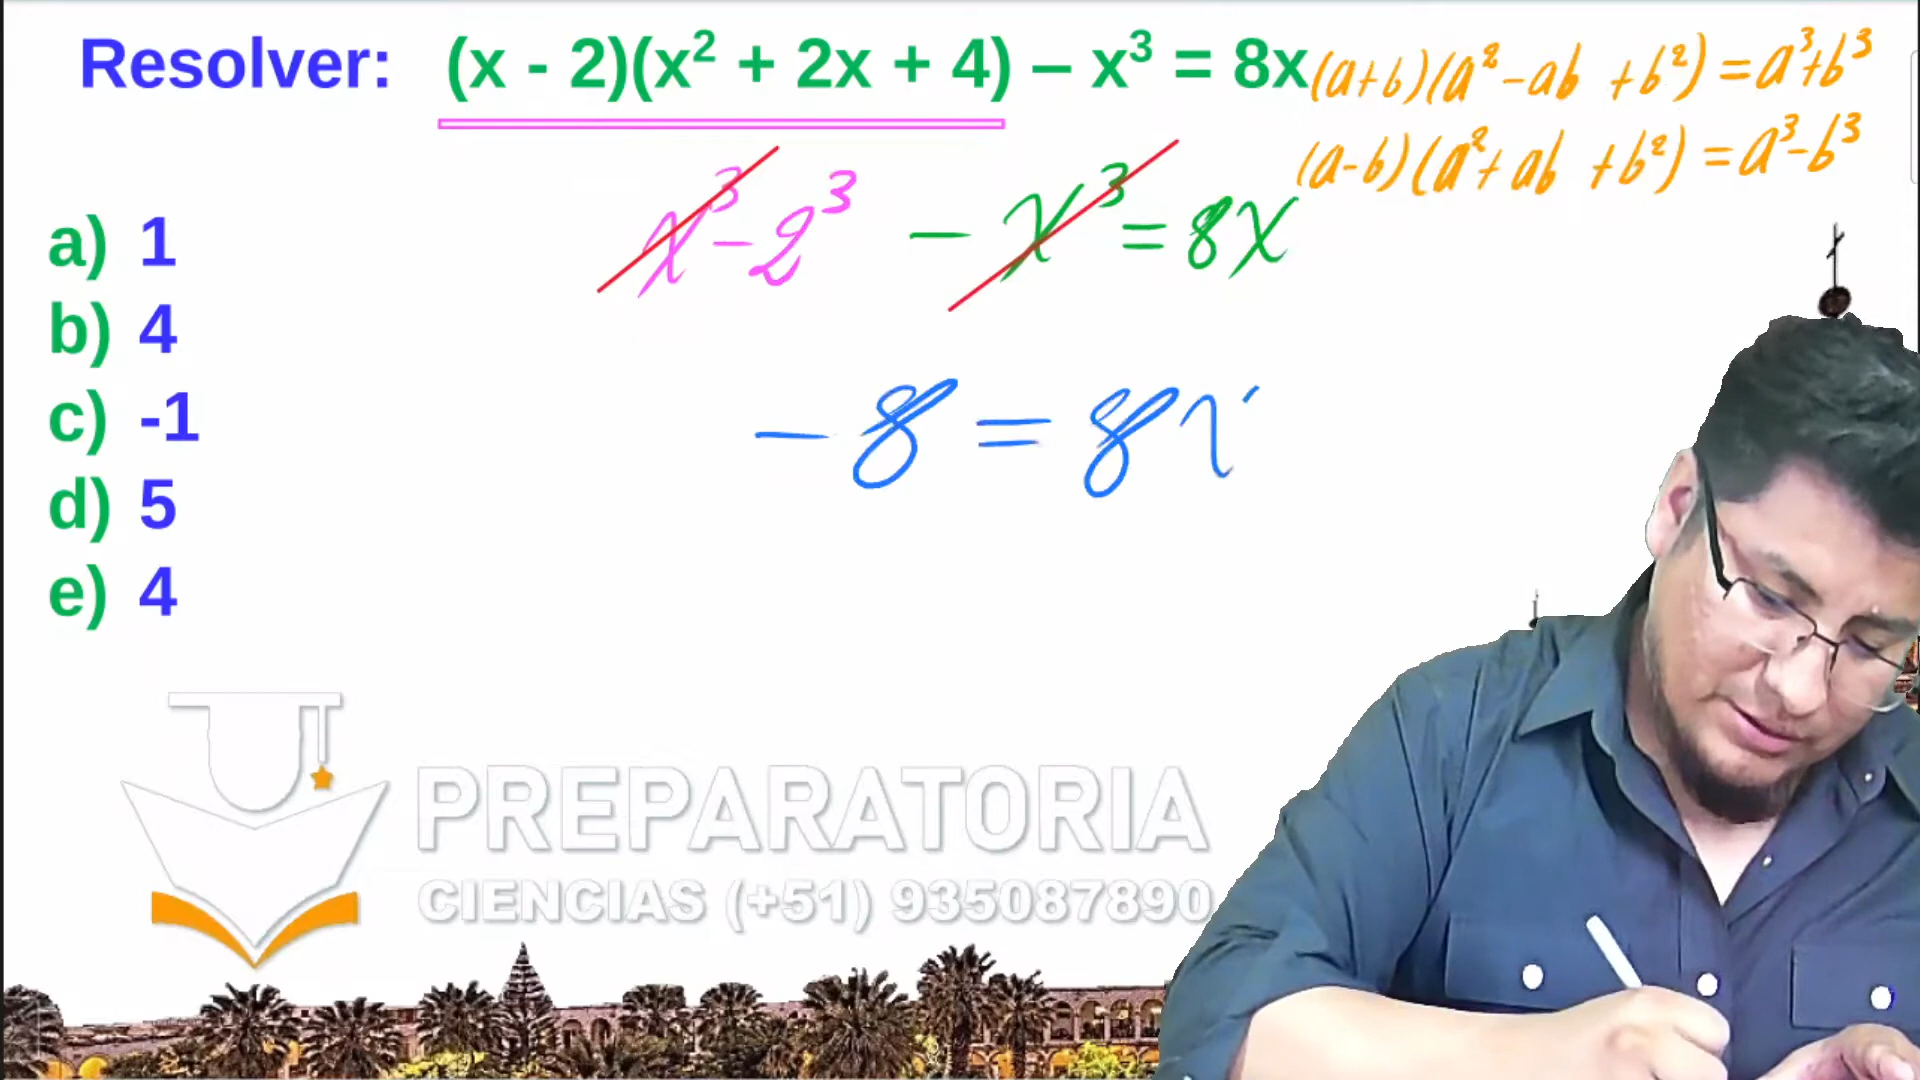 Resolver: (x - 2)(x² + 2x + 4) – x³ = 8x
(a+b)(a²-ab +b²) = a³+b³
(a-b)(a²+ab +b²) = a³-b³
x³-2³ - x³ = 8x
a) 1
b) 4
-8 = 8x
c) -1
d) 5
e) 4
PREPARATORIA
CIENCIAS (+51) 935087890